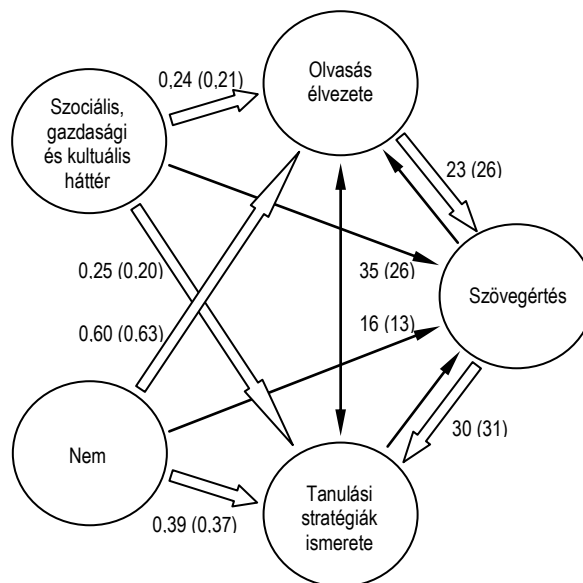 Olvasás
élvezete
0,24 (0,21)
Szociális,
gazdasági
és kultuális
háttér
23 (26)
0,25 (0,20)
35 (26)
Szövegértés
0,60 (0,63)
16 (13)
Nem
30 (31)
0,39 (0,37)
Tanulási
stratégiák
ismerete